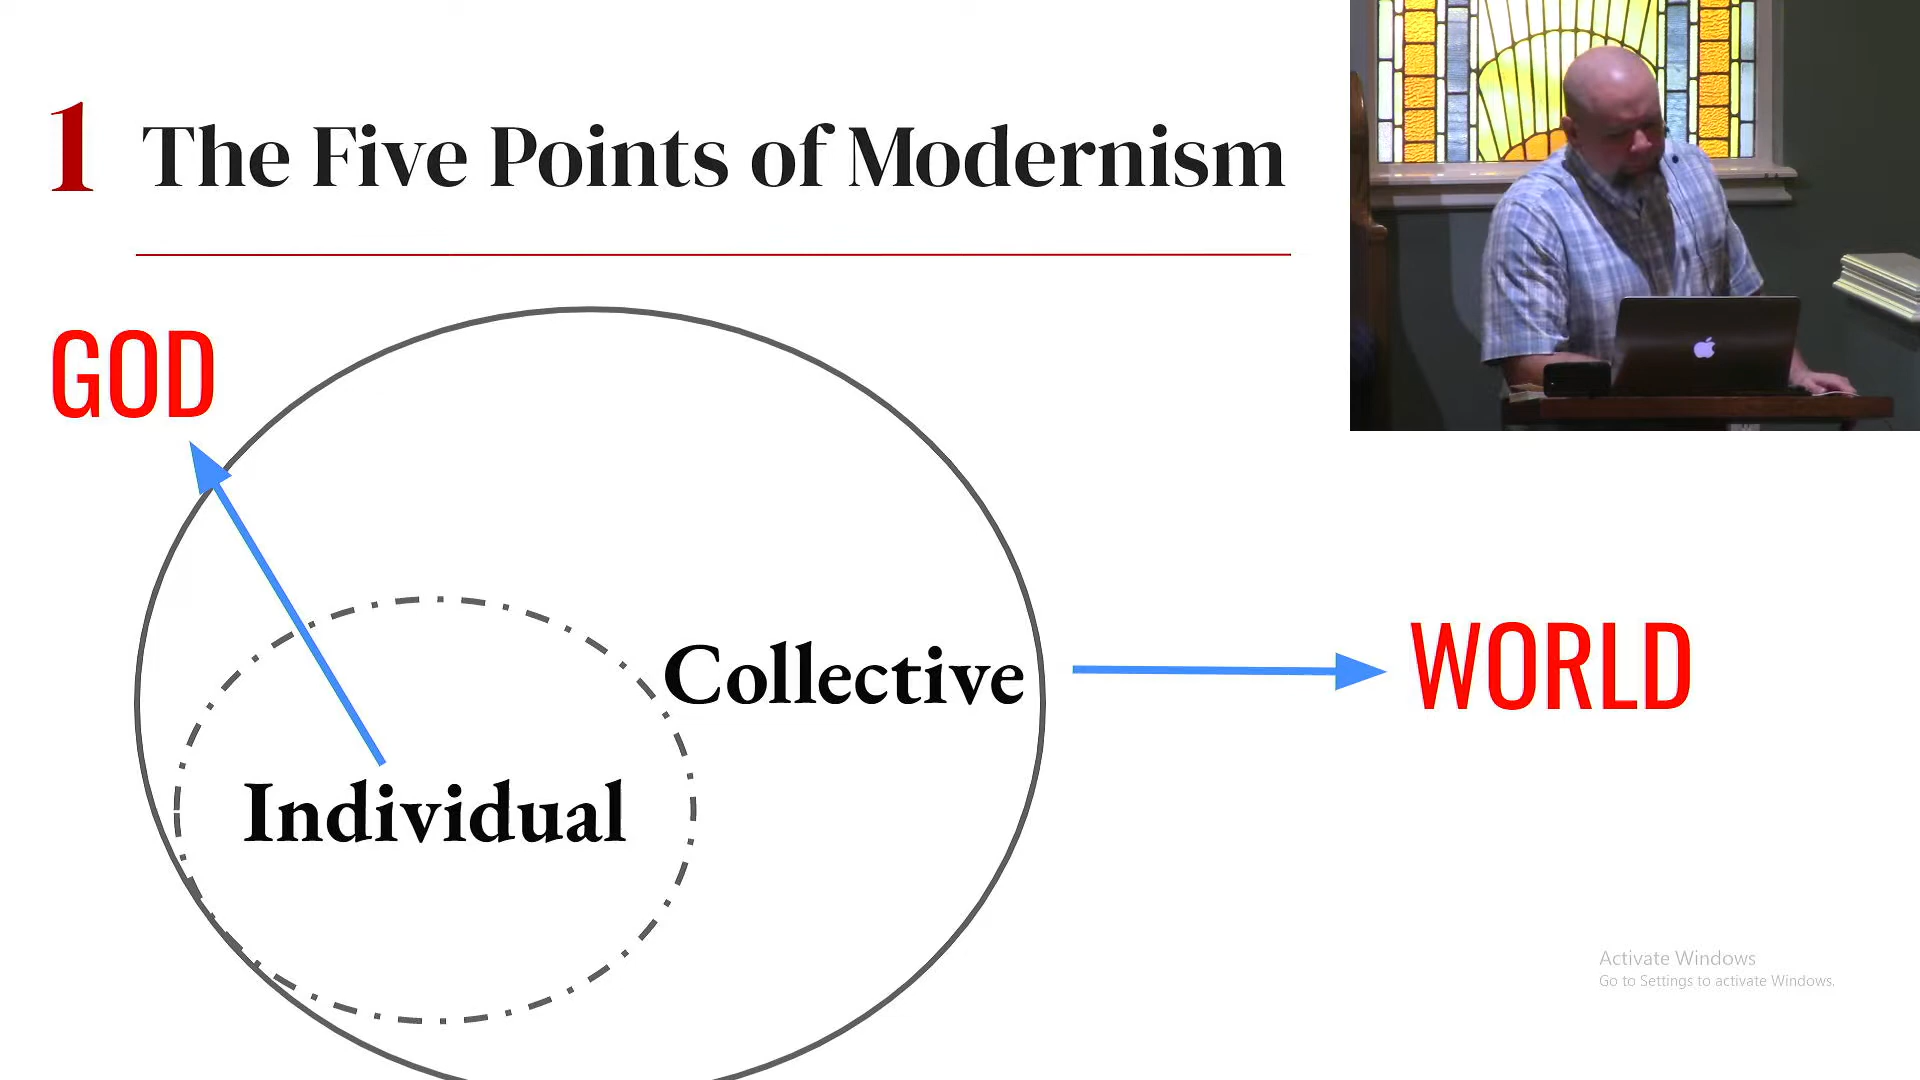 1 The Five Points of Modernism
GOD
Collective
WORLD
Individual
Activate Windows
Go to Settings to activate Windows.